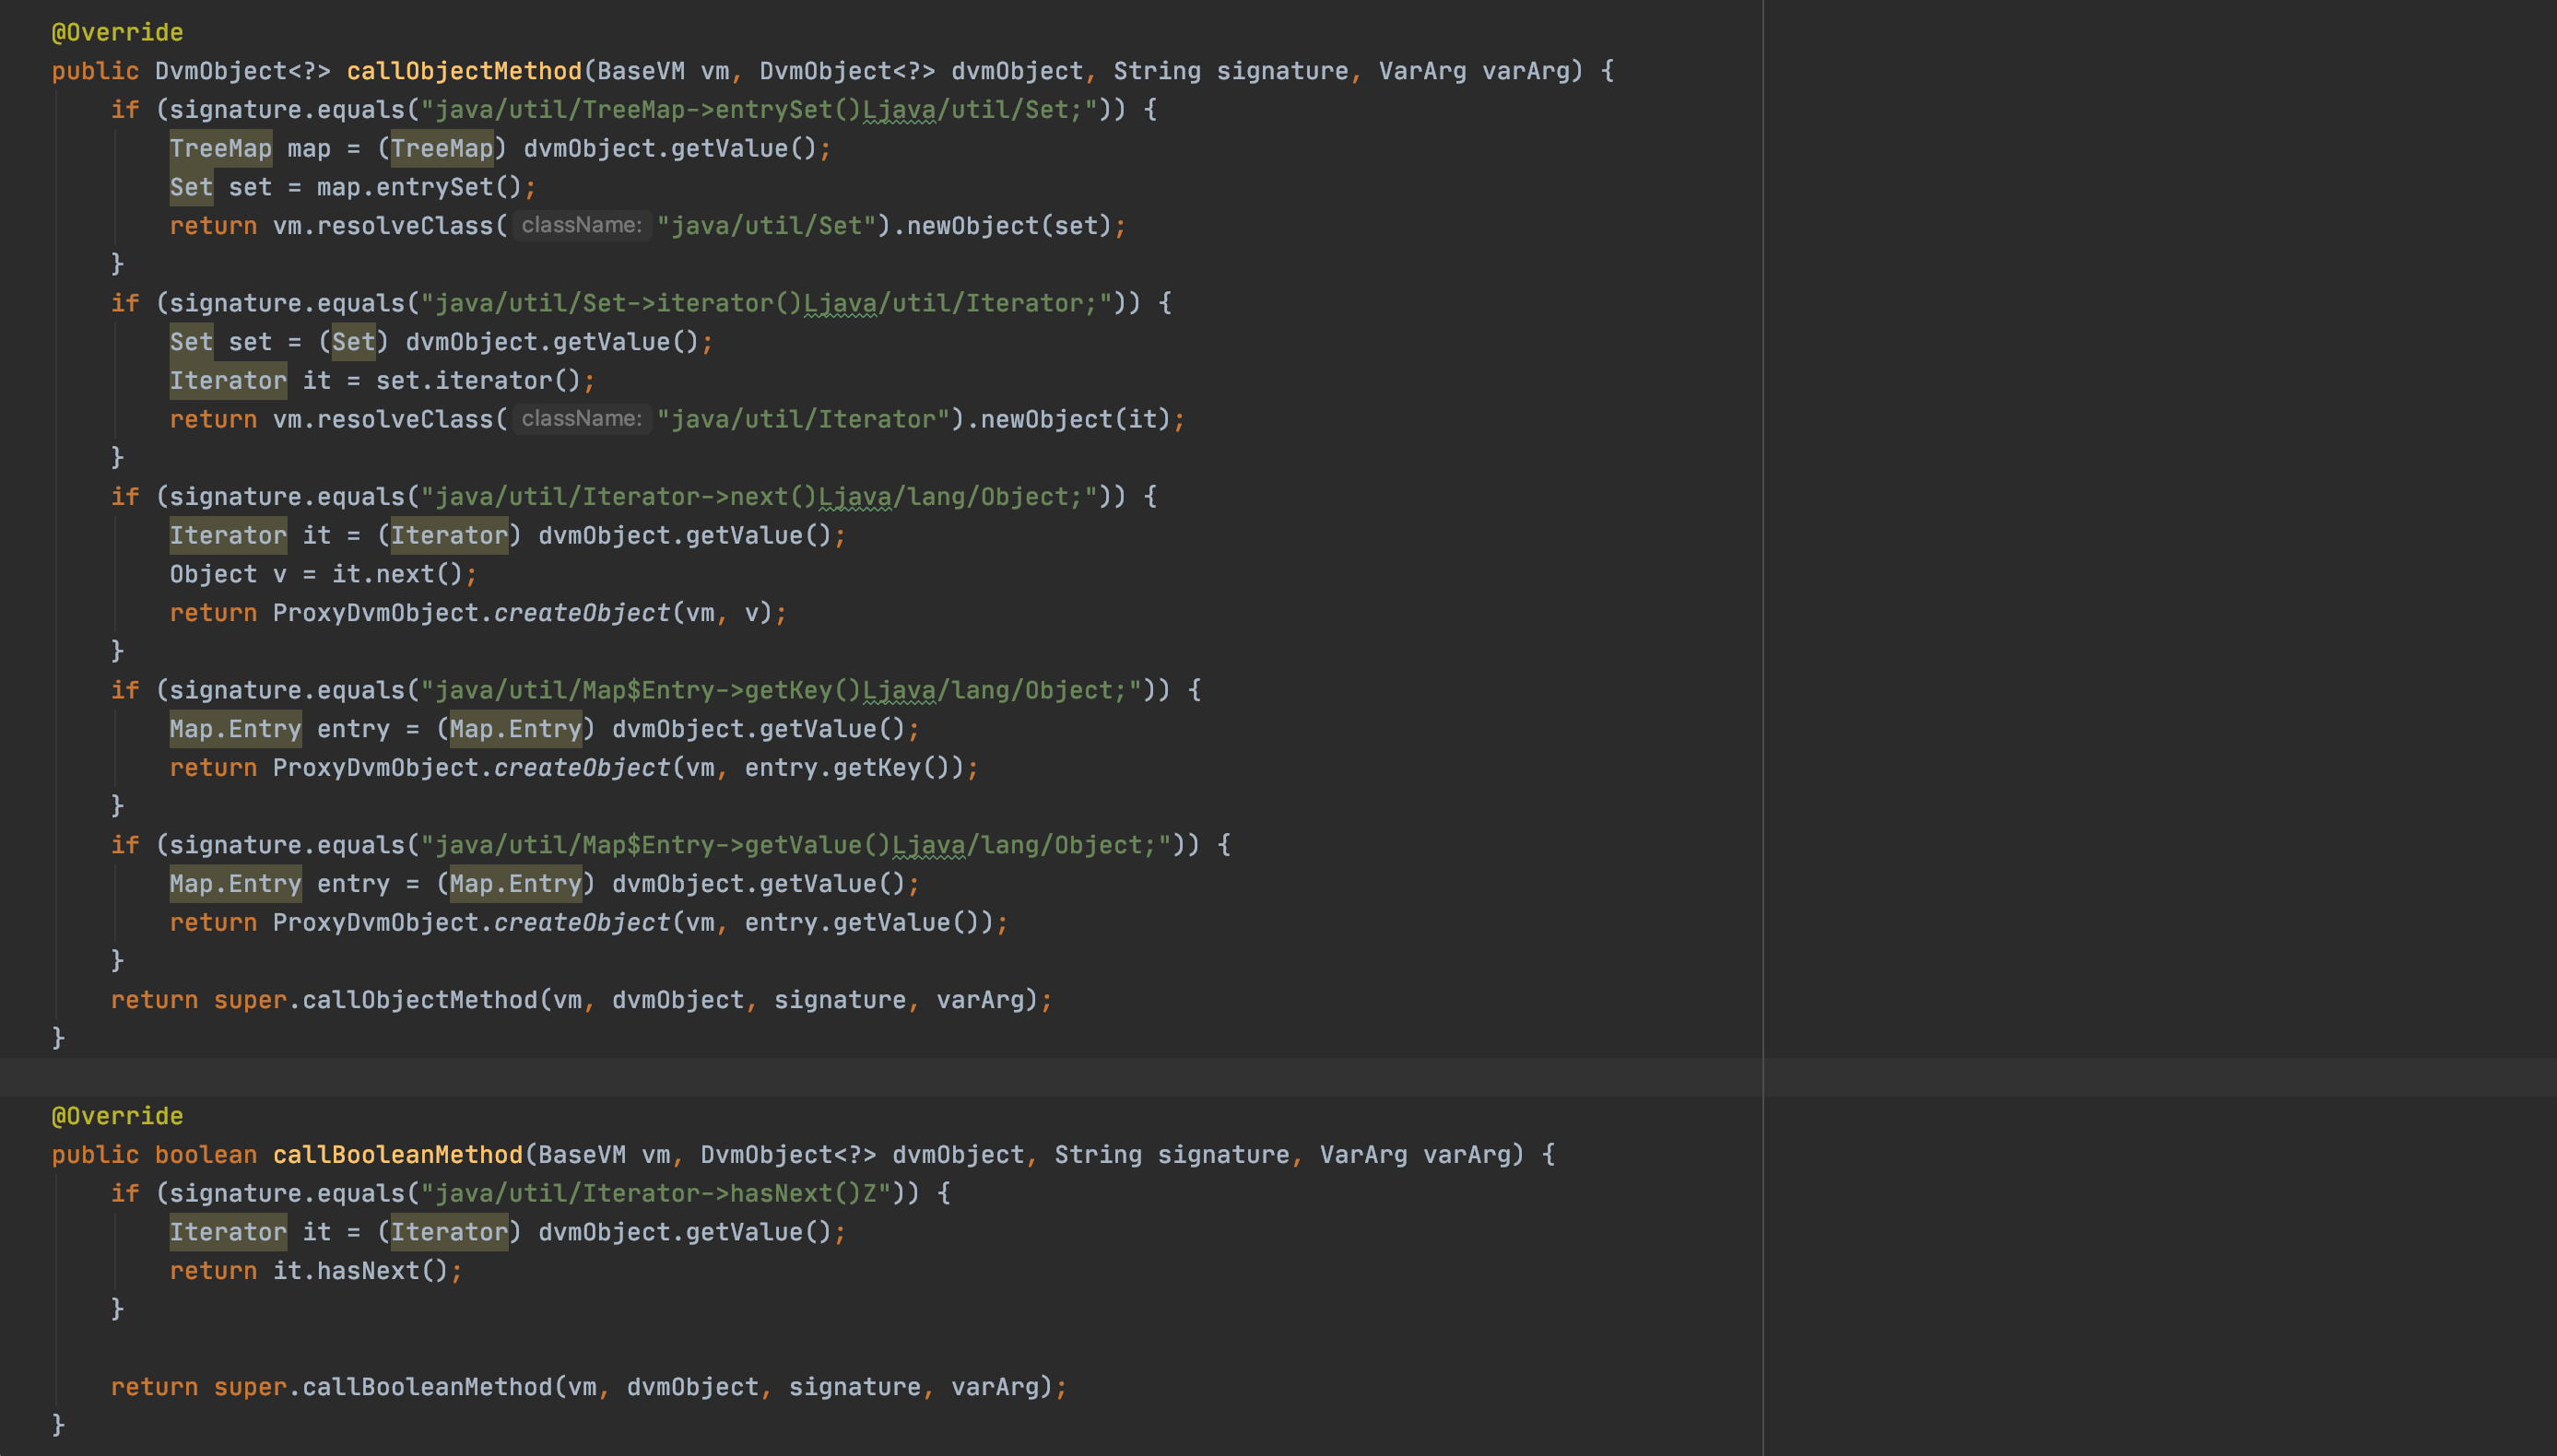 @Override
public DvmObject<?> callObjectMethod(BaseVM vm, DvmObject<?> dvmObject, String signature, VarArg varArg) {
if (signature.equals("java/util/TreeMap->entrySet()Ljava/util/Set;")) {
TreeMap map = (TreeMap) dvmObject.getValue();
Set set = map.entrySet();
return vm.resolveClass( className: "java/util/Set").newObject(set);
}
if (signature.equals("java/util/Set->iterator()Ljava/util/Iterator;")) {
Set set = (Set) dvmObject.getValue();
Iterator it = set.iterator();
return vm.resolveClass( className: "java/util/Iterator").newObject(it);
}
if (signature.equals("java/util/Iterator->next()Ljava/lang/Object;")) {
Iterator it = (Iterator) dvmObject.getValue();
Object v = it.next();
return ProxyDvmObject.createObject(vm, v);
}
if (signature.equals("java/util/Map$Entry->getKey()Ljava/lang/Object;")) {
Map.Entry entry = (Map.Entry) dvmObject.getValue();
return ProxyDvmObject.createObject(vm, entry.getKey());
}
if (signature.equals("java/util/Map$Entry->getValue()Ljava/lang/Object;")) {
Map.Entry entry = (Map.Entry) dvmObject.getValue();
return ProxyDvmObject.createObject(vm, entry.getValue());
}
return super.callObjectMethod(vm, dvmObject, signature, varArg);
}
@Override
public boolean callBooleanMethod(BaseVM vm, DvmObject<?> dvmObject, String signature, VarArg varArg) {
if (signature.equals("java/util/Iterator->hasNext()Z")) {
Iterator it = (Iterator) dvmObject.getValue();
return it.hasNext();
}
return super.callBooleanMethod(vm, dvmObject, signature, varArg);
}